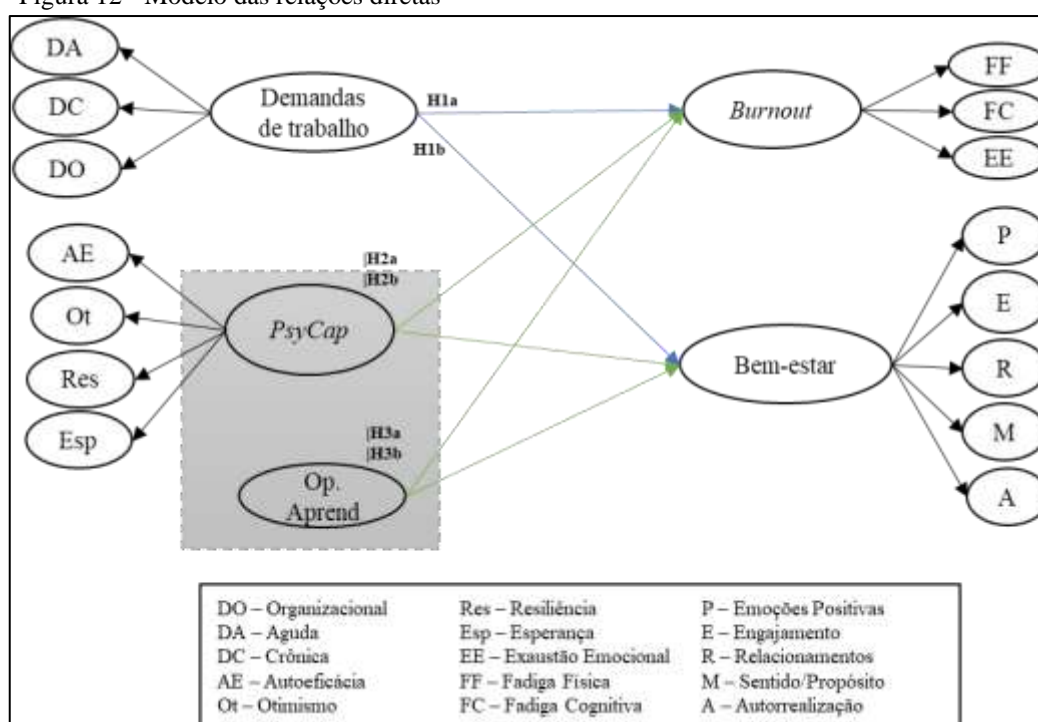 Figura 12 - Modelo das relações diretas
DA
DC
DO
Demandas
de trabalho
H1a
H1b
Burnout
FF
FC
EE
AE
Ot
Res
Esp
|H2a
|H2b
PsyCap
|H3a
|H3b
Op.
Aprend
Bem-estar
P
E
R
M
A
DO – Organizacional
DA – Aguda
DC – Crônica
AE – Autoeficácia
Ot – Otimismo
Res – Resiliência
Esp – Esperança
EE – Exaustão Emocional
FF – Fadiga Física
FC – Fadiga Cognitiva
P – Emoções Positivas
E – Engajamento
R – Relacionamentos
M – Sentido/Propósito
A – Autorrealização